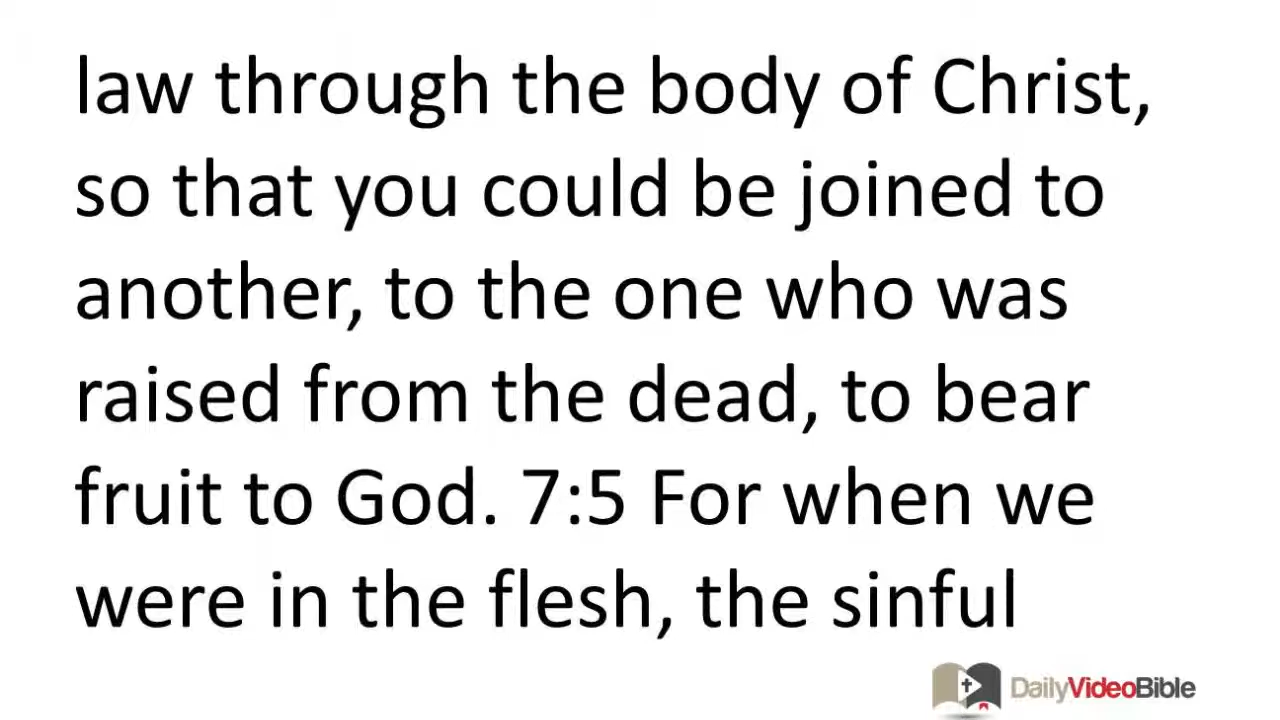 law through the body of Christ,
so that you could be joined to
another, to the one who was
raised from the dead, to bear
fruit to God. 7:5 For when we
were in the flesh, the sinful
DailyVideoBible